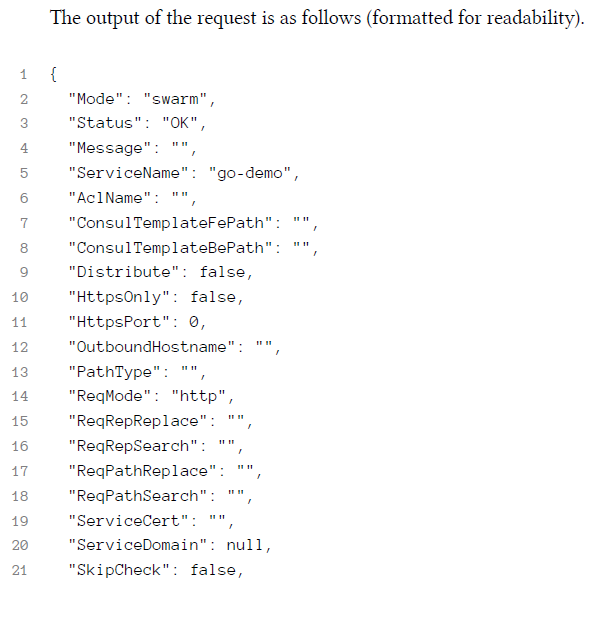 The output of the request is as follows (formatted for readability).
1 {
2 "Mode": "swarm",
3 "Status": "OK",
4 "Message": "",
5 "ServiceName": "go-demo",
6 "AclName": "",
7 "ConsulTemplateFePath": "",
8 "ConsulTemplateBePath": "",
9 "Distribute": false,
10 "HttpsOnly": false,
11 "HttpsPort": 0,
12 "OutboundHostname": "",
13 "PathType": "",
14 "ReqMode": "http",
15 "ReqRepReplace": "",
16 "ReqRepSearch": "",
17 "ReqPathReplace": "",
18 "ReqPathSearch": "",
19 "ServiceCert": "",
20 "ServiceDomain": null,
21 "SkipCheck": false,